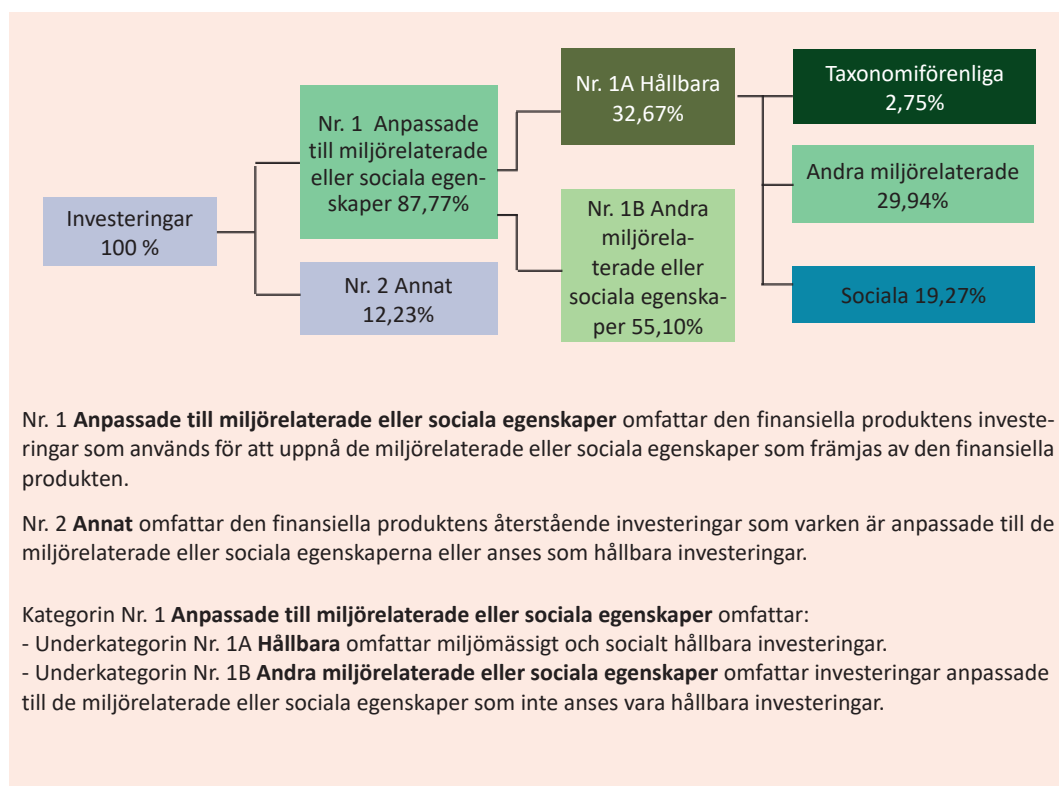 Investeringar
100 %
Nr. 1 Anpassade
till miljörelaterade
eller sociala egen-
skaper 87,77%
Nr. 2 Annat
12,23%
Nr. 1A Hållbara
32,67%
Nr. 1B Andra
miljörela-
terade eller
sociala egenska-
per 55,10%
Taxonomiförenliga
2,75%
Andra miljörelaterade
29,94%
Sociala 19,27%
Nr. 1 Anpassade till miljörelaterade eller sociala egenskaper omfattar den finansiella produktens investe-
ringar som används för att uppnå de miljörelaterade eller sociala egenskaper som främjas av den finansiella
produkten.
Nr. 2 Annat omfattar den finansiella produktens återstående investeringar som varken är anpassade till de
miljörelaterade eller sociala egenskaperna eller anses som hållbara investeringar.
Kategorin Nr. 1 Anpassade till miljörelaterade eller sociala egenskaper omfattar:
- Underkategorin Nr. 1A Hållbara omfattar miljömässigt och socialt hållbara investeringar.
- Underkategorin Nr. 1B Andra miljörelaterade eller sociala egenskaper omfattar investeringar anpassade
till de miljörelaterade eller sociala egenskaper som inte anses vara hållbara investeringar.